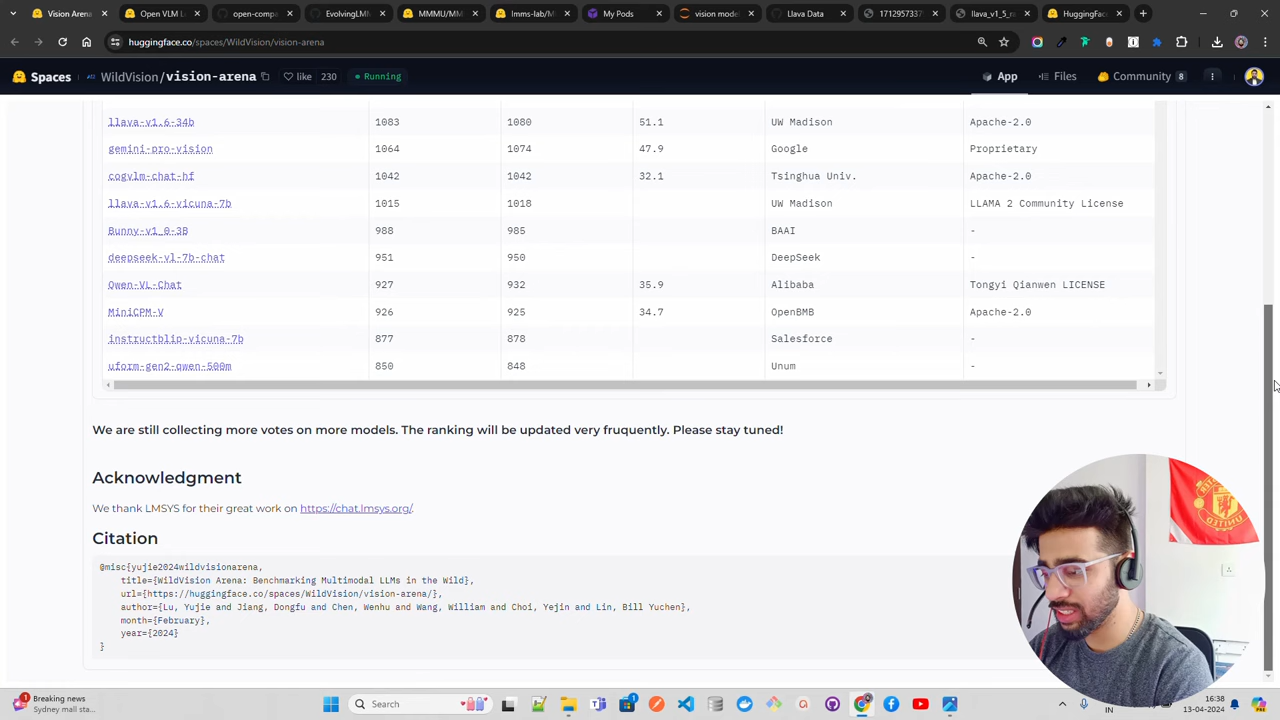 Vision Arena
Open VLM L
open-compa
EvolvingLMM
MMMU/MM
lmms-lab/M
My Pods
vision mode
Llava Data
1712957337
llava_v1_5_m
HuggingFac
huggingface.co/spaces/WildVision/vision-arena
Spaces
WildVision/vision-arena
like
230
Running
App
Files
Community
8
llava-v1.6-34b 1083 1080 51.1 UW Madison Apache-2.0
gemini-pro-vision 1064 1074 47.9 Google Proprietary
cogvlm-chat-hf 1042 1042 32.1 Tsinghua Univ. Apache-2.0
llava-v1.6-vicuna-7b 1015 1018 UW Madison LLAMA 2 Community License
Bunny-v1_0-3B 988 985 BAAI -
deepseek-vl-7b-chat 951 950 DeepSeek -
Qwen-VL-Chat 927 932 35.9 Alibaba Tongyi Qianwen LICENSE
MiniCPM-V 926 925 34.7 OpenBMB Apache-2.0
instructblip-vicuna-7b 877 878 Salesforce -
uform-gen2-qwen-500m 850 848 Unum -
We are still collecting more votes on more models. The ranking will be updated very fruquently. Please stay tuned!
Acknowledgment
We thank LMSYS for their great work on https://chat.lmsys.org/.
Citation
@misc{yujie2024wildvisionarena,
title={WildVision Arena: Benchmarking Multimodal LLMs in the Wild},
url={https://huggingface.co/spaces/WildVision/vision-arena/},
author={Lu, Yujie and Jiang, Dongfu and Chen, Wenhu and Wang, William and Choi, Yejin and Lin, Bill Yuchen},
month={February},
year={2024}
}
UNITED
Breaking news
Sydney mall sta...
Search
IN
16:38
13-04-2024